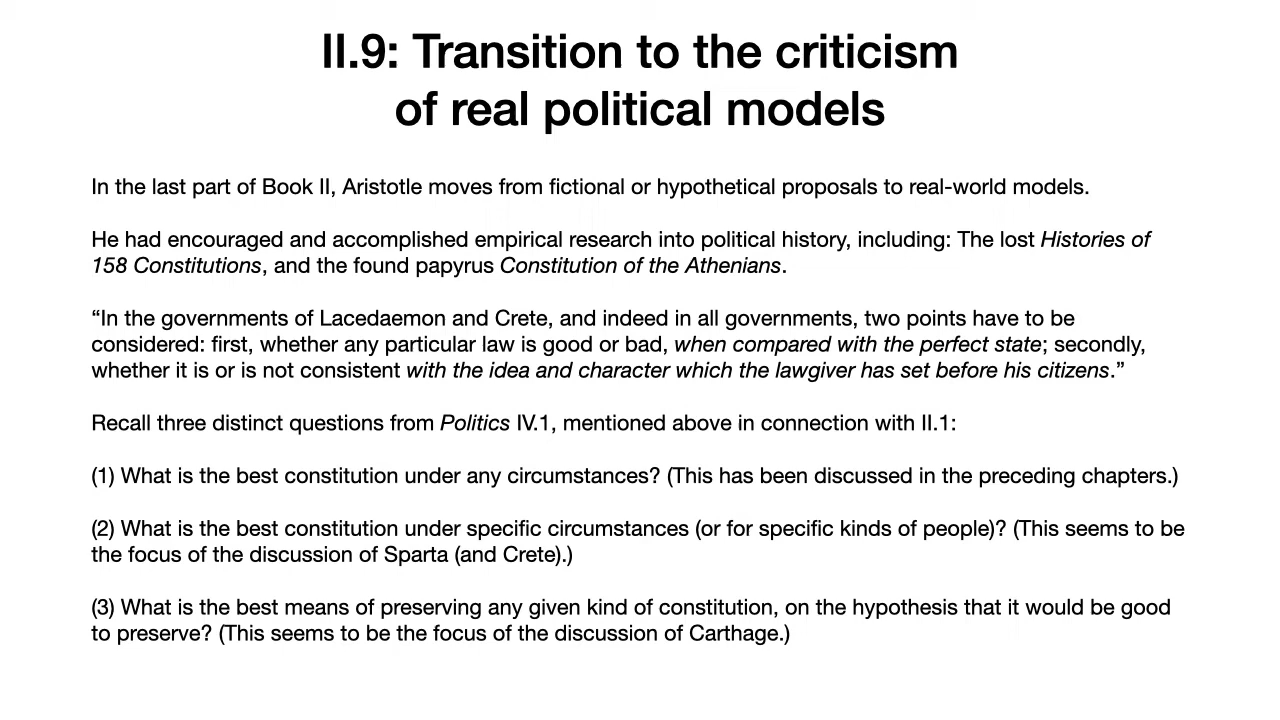 II.9: Transition to the criticism
of real political models
In the last part of Book II, Aristotle moves from fictional or hypothetical proposals to real-world models.
He had encouraged and accomplished empirical research into political history, including: The lost Histories of
158 Constitutions, and the found papyrus Constitution of the Athenians.
“In the governments of Lacedaemon and Crete, and indeed in all governments, two points have to be
considered: first, whether any particular law is good or bad, when compared with the perfect state; secondly,
whether it is or is not consistent with the idea and character which the lawgiver has set before his citizens.”
Recall three distinct questions from Politics IV.1, mentioned above in connection with II.1:
(1) What is the best constitution under any circumstances? (This has been discussed in the preceding chapters.)
(2) What is the best constitution under specific circumstances (or for specific kinds of people)? (This seems to be
the focus of the discussion of Sparta (and Crete).)
(3) What is the best means of preserving any given kind of constitution, on the hypothesis that it would be good
to preserve? (This seems to be the focus of the discussion of Carthage.)